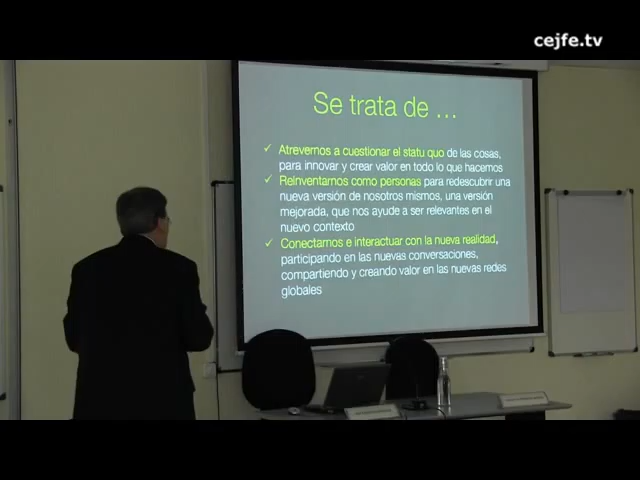 cejfe.tv
Se trata de ...
✓ Atrevernos a cuestionar el statu quo de las cosas,
para innovar y crear valor en todo lo que hacemos
✓ Reinventarnos como personas para redescubrir una
nueva versión de nosotros mismos, una versión
mejorada, que nos ayude a ser relevantes en el
nuevo contexto
✓ Conectarnos e interactuar con la nueva realidad,
participando en las nuevas conversaciones,
compartiendo y creando valor en las nuevas redes
globales